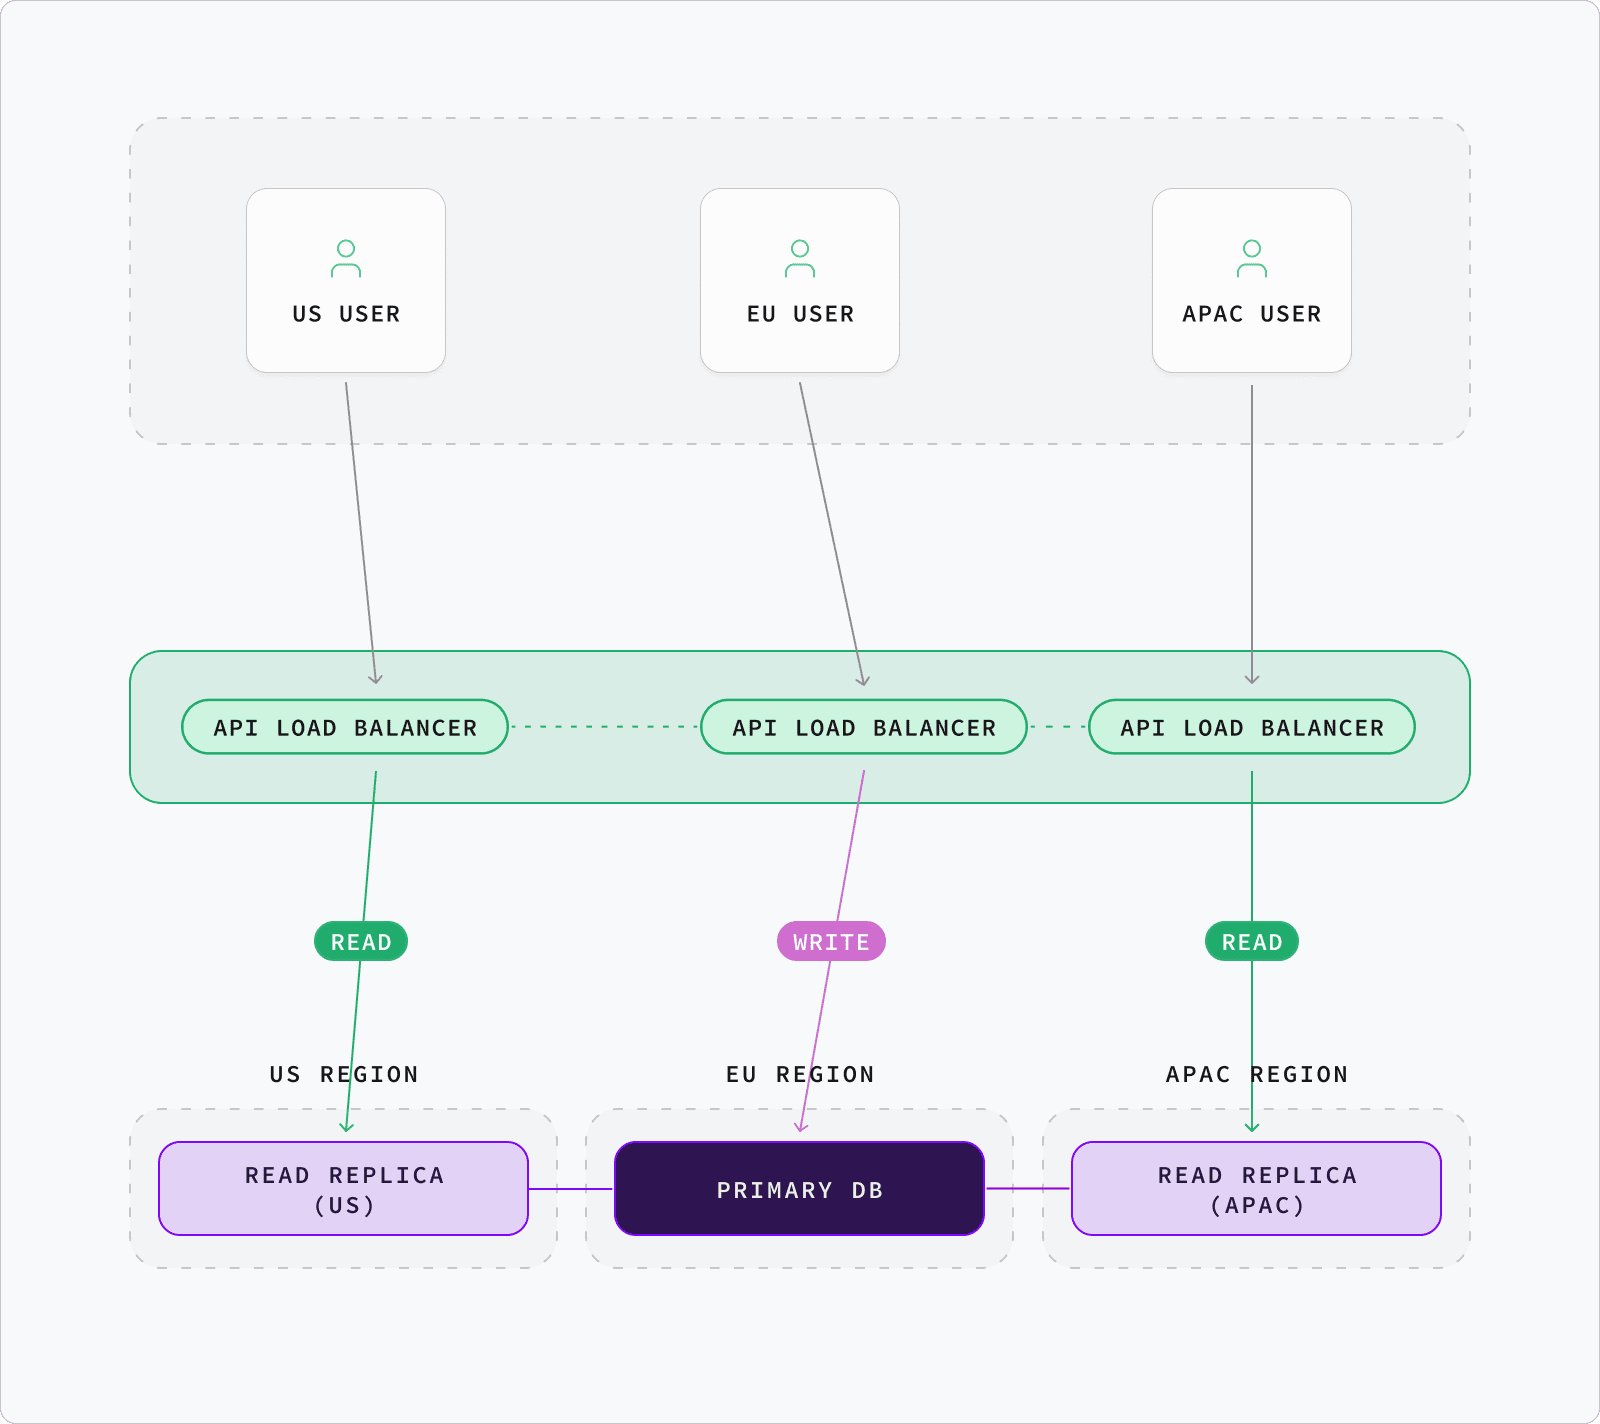 US USER
EU USER
APAC USER
API LOAD BALANCER
API LOAD BALANCER
API LOAD BALANCER
READ
WRITE
READ
US REGION
EU REGION
APAC REGION
READ REPLICA
(US)
PRIMARY DB
READ REPLICA
(APAC)